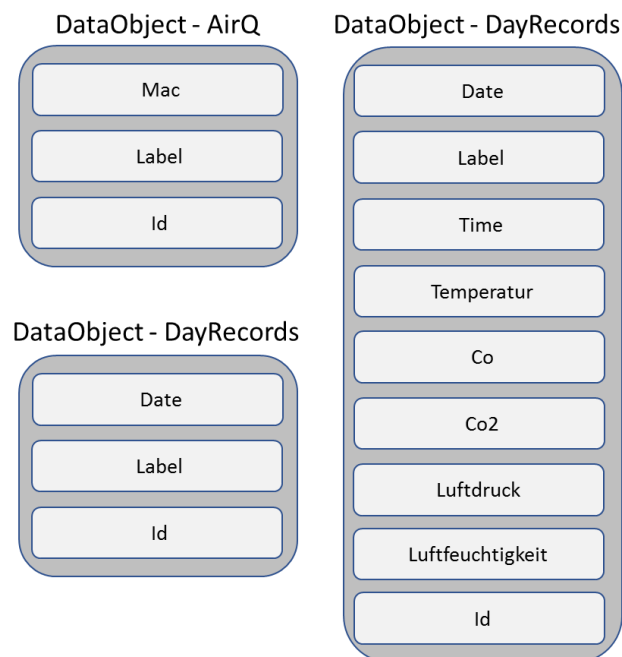 DataObject - AirQ
Mac
Label
Id
DataObject - DayRecords
Date
Label
Id
DataObject - DayRecords
Date
Label
Time
Temperatur
Co
Co2
Luftdruck
Luftfeuchtigkeit
Id